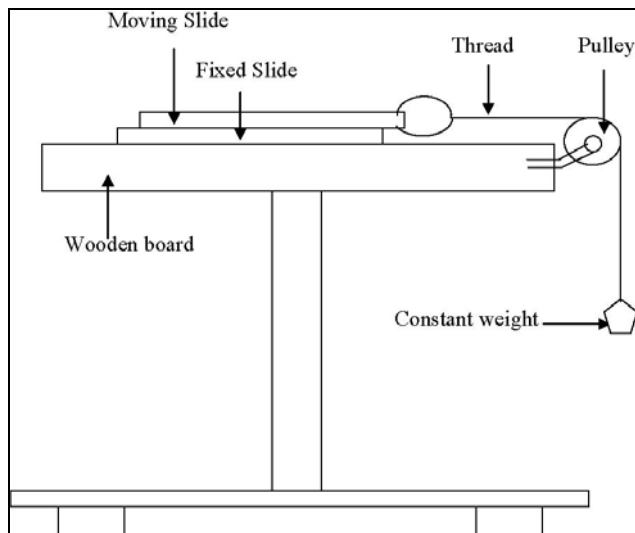 Moving Slide
Thread
Pulley
Fixed Slide
Wooden board
Constant weight